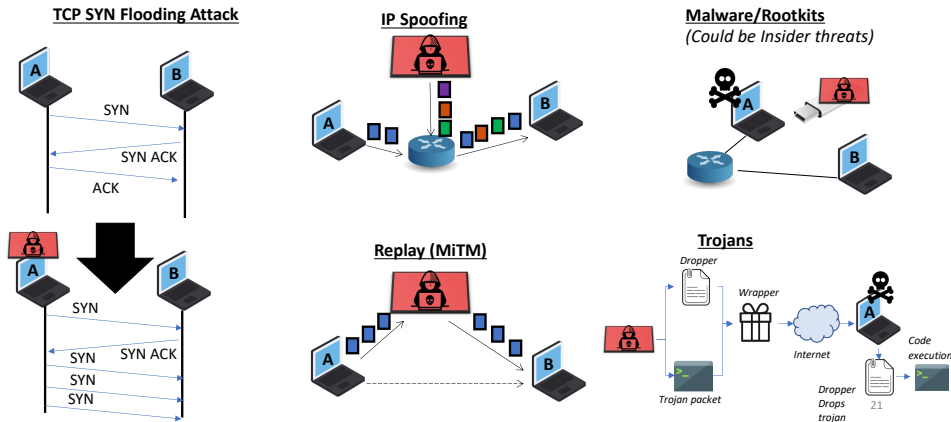 TCP SYN Flooding Attack
A
B
SYN
SYN ACK
ACK
A
B
SYN
SYN ACK
SYN
SYN
SYN
IP Spoofing
A
B
Replay (MiTM)
A
B
Malware/Rootkits
(Could be Insider threats)
A
B
Trojans
Dropper
Wrapper
A
Code
execution
Internet
Trojan packet
Dropper
Drops
trojan
21